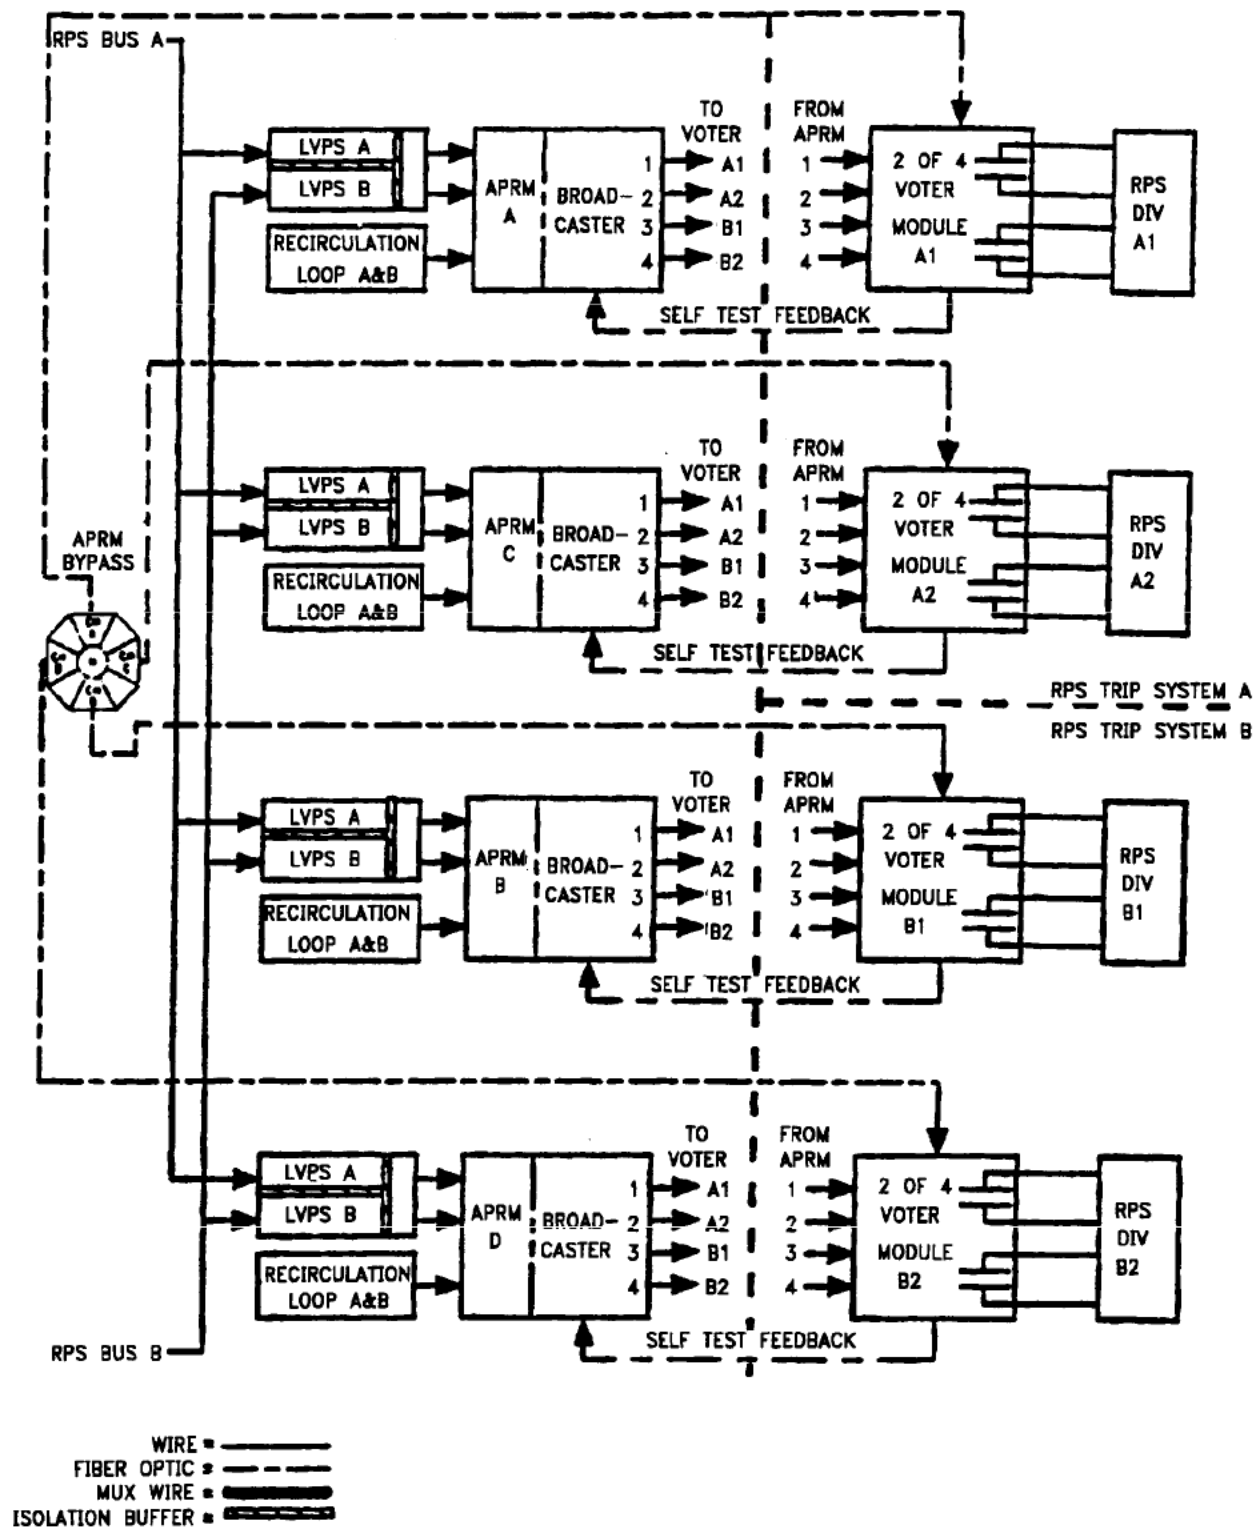 RPS BUS A
LVPS A
LVPS B
RECIRCULATION
LOOP A&B
APRM
A
BROAD-
CASTER
1
2
3
4
TO
VOTER
A1
A2
B1
B2
FROM
APRM
1
2
3
4
2 OF 4
VOTER
MODULE
A1
RPS
DIV
A1
SELF TEST FEEDBACK
LVPS A
LVPS B
RECIRCULATION
LOOP A&B
APRM
C
BROAD-
CASTER
1
2
3
4
TO
VOTER
A1
A2
B1
B2
FROM
APRM
1
2
3
4
2 OF 4
VOTER
MODULE
A2
RPS
DIV
A2
SELF TEST FEEDBACK
APRM
BYPASS
RPS TRIP SYSTEM A
RPS TRIP SYSTEM B
LVPS A
LVPS B
RECIRCULATION
LOOP A&B
APRM
B
BROAD-
CASTER
1
2
3
4
TO
VOTER
A1
A2
B1
B2
FROM
APRM
1
2
3
4
2 OF 4
VOTER
MODULE
B1
RPS
DIV
B1
SELF TEST FEEDBACK
LVPS A
LVPS B
RECIRCULATION
LOOP A&B
APRM
D
BROAD-
CASTER
1
2
3
4
TO
VOTER
A1
A2
B1
B2
FROM
APRM
1
2
3
4
2 OF 4
VOTER
MODULE
B2
RPS
DIV
B2
SELF TEST FEEDBACK
RPS BUS B
WIRE =
FIBER OPTIC =
MUX WIRE =
ISOLATION BUFFER =